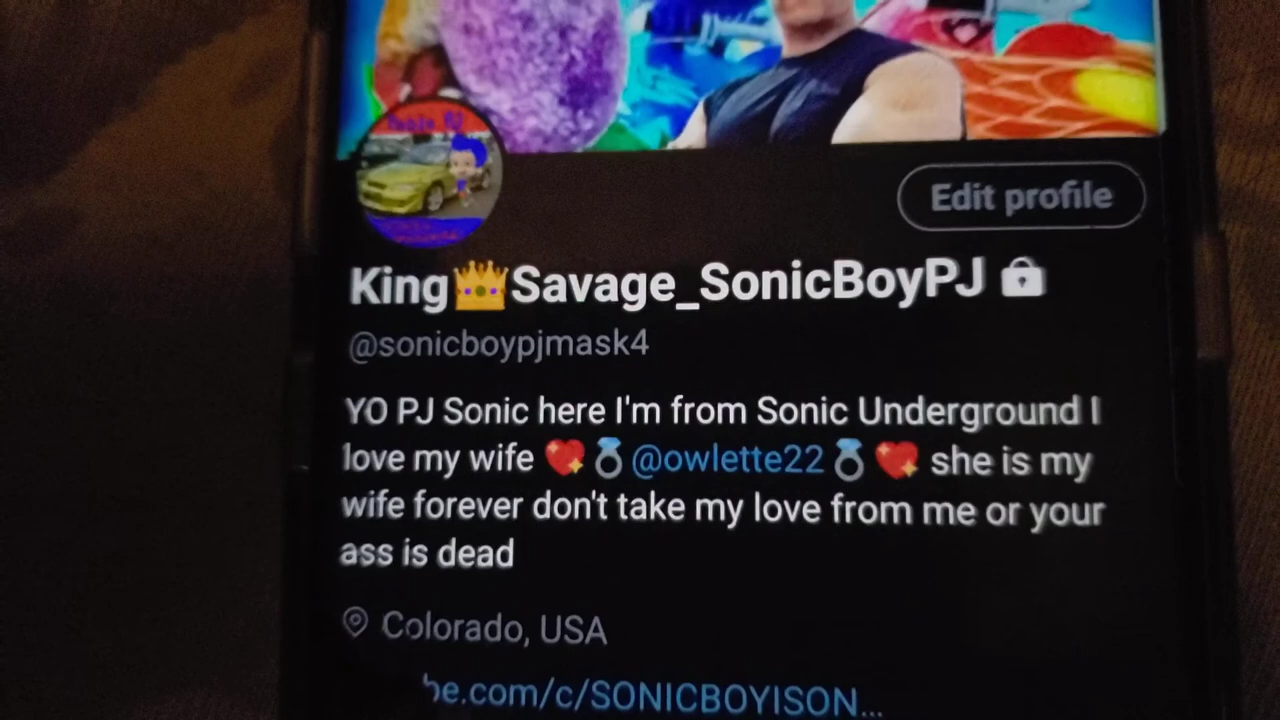 Edit profile
King👑Savage_SonicBoyPJ🔒
@sonicboypjmask4
YO PJ Sonic here I'm from Sonic Underground I
love my wife 💖💍@owlette22💍💖 she is my
wife forever don't take my love from me or your
ass is dead
Colorado, USA
be.com/c/SONICBOYISON...